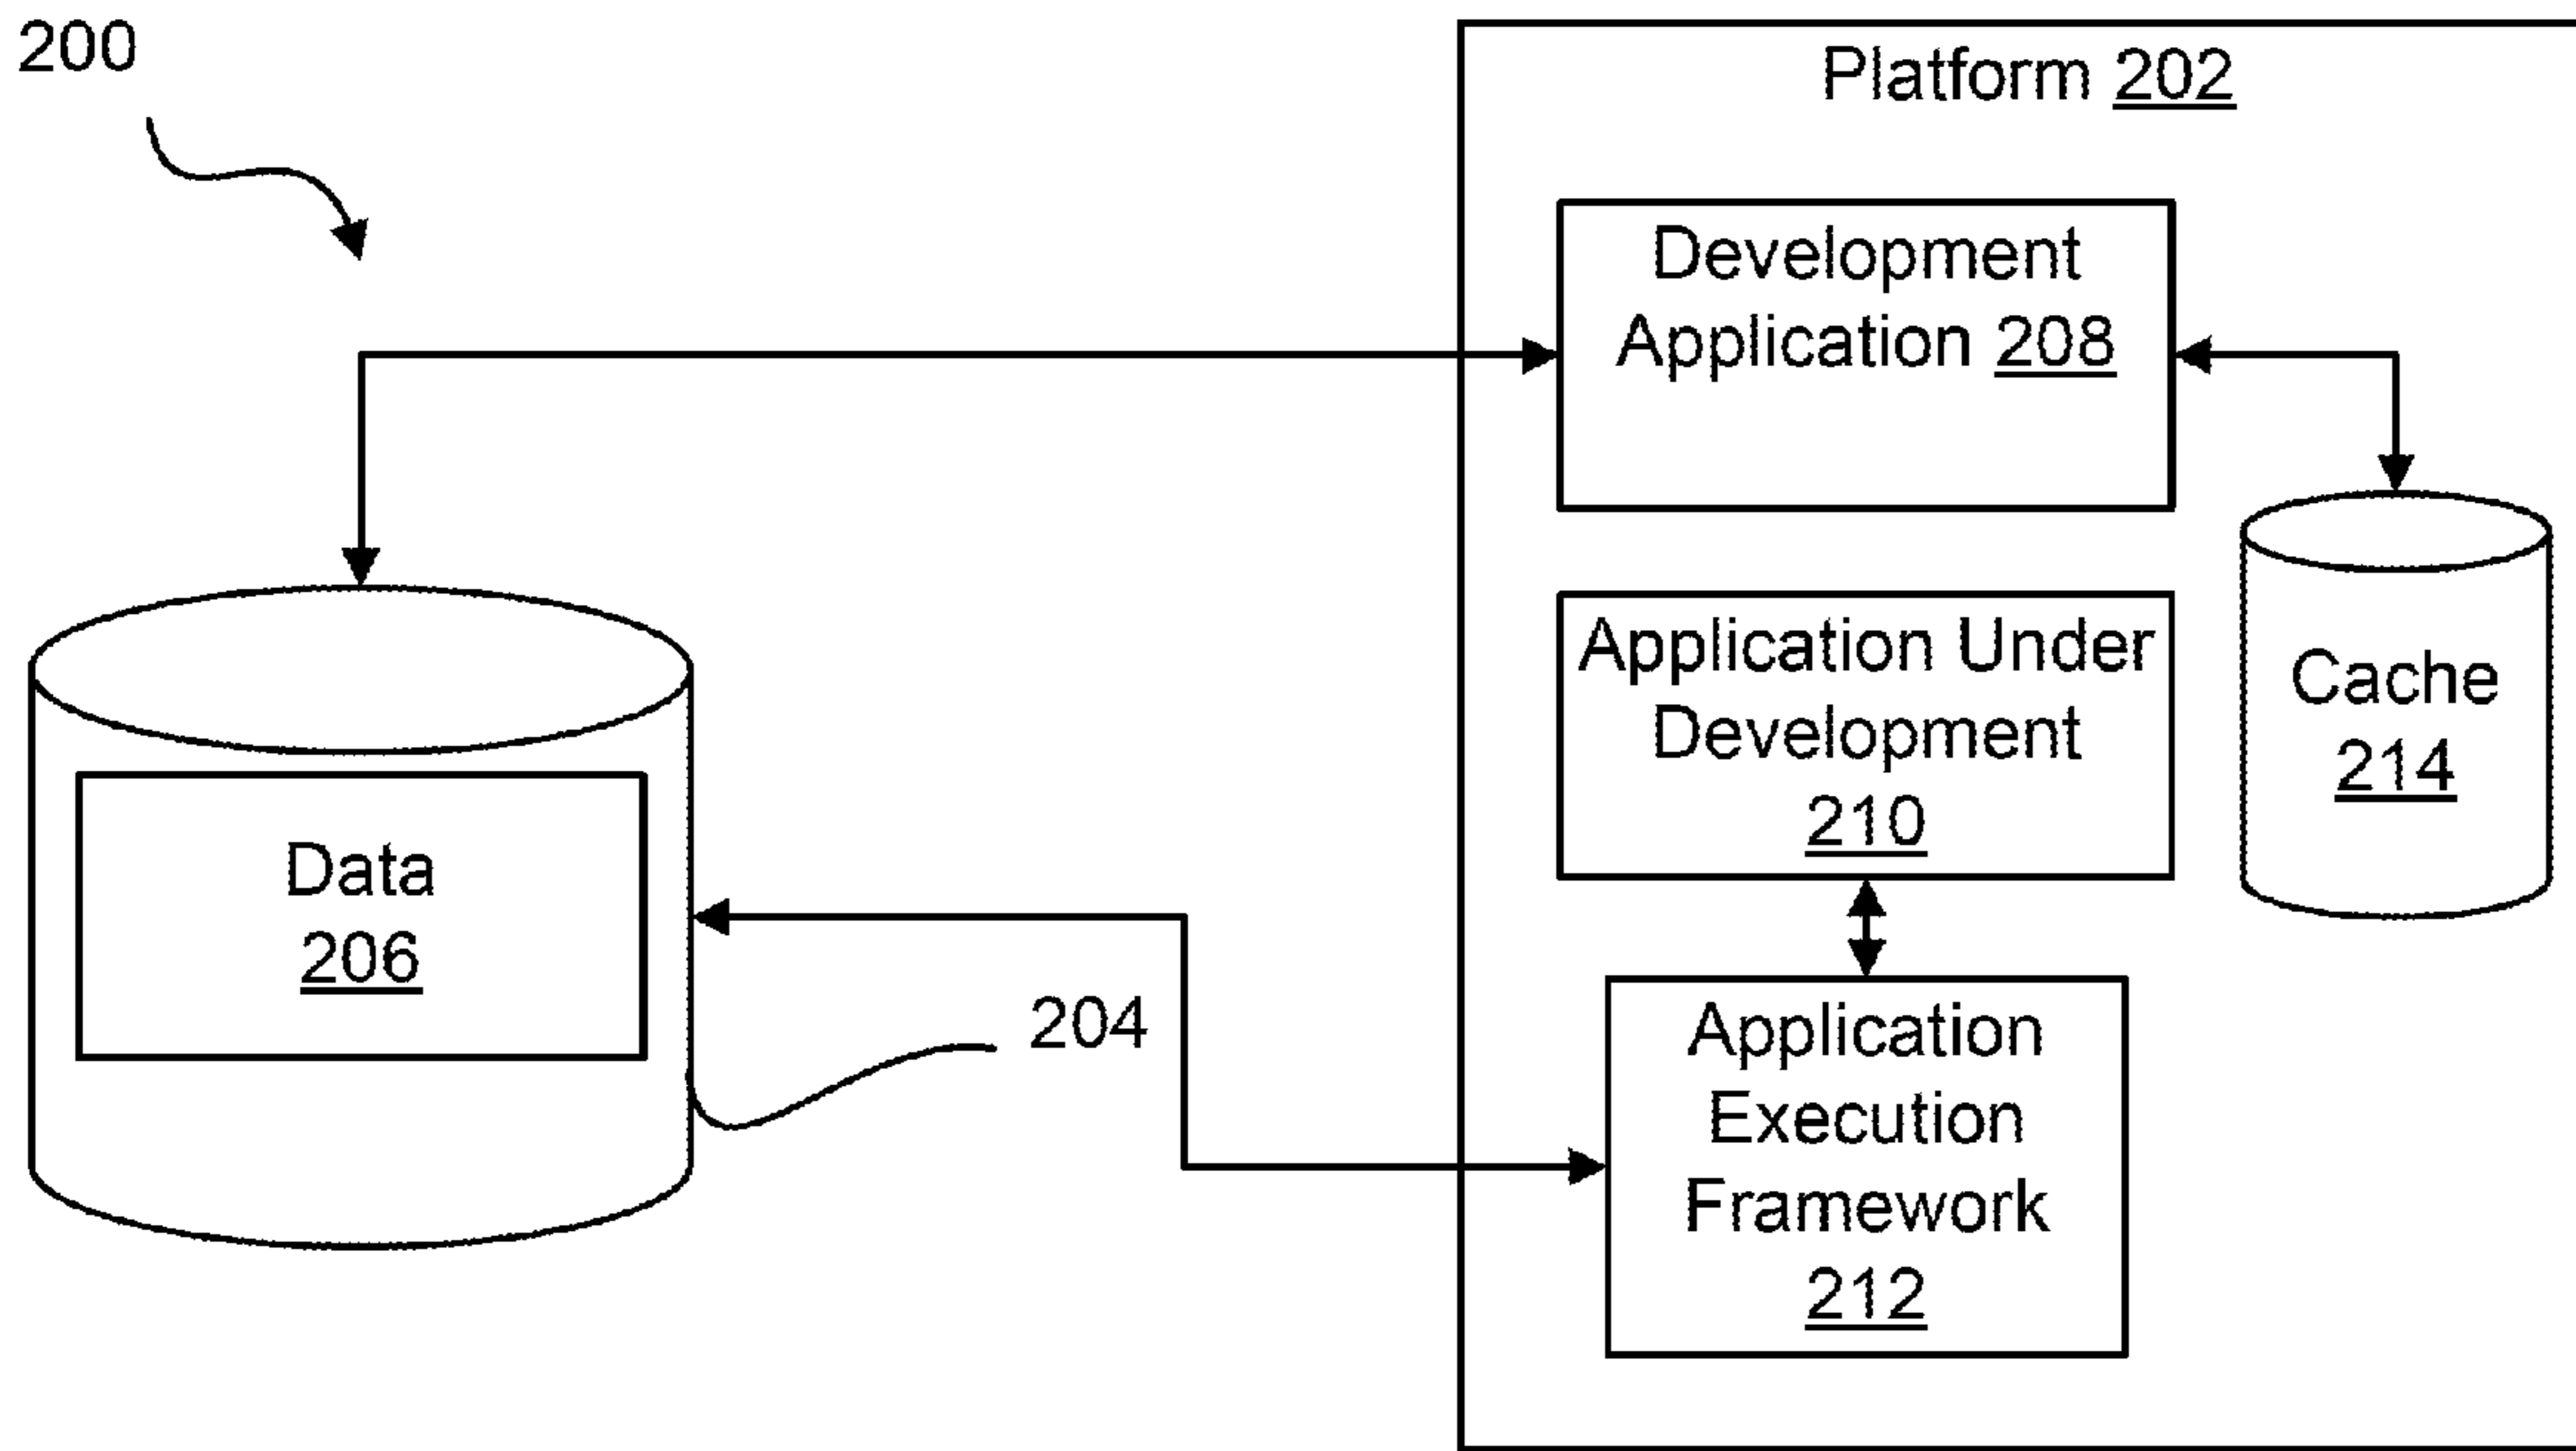 200
Platform 202
Development
Application 208
Application Under
Development
210
Cache
214
Data
206
204
Application
Execution
Framework
212